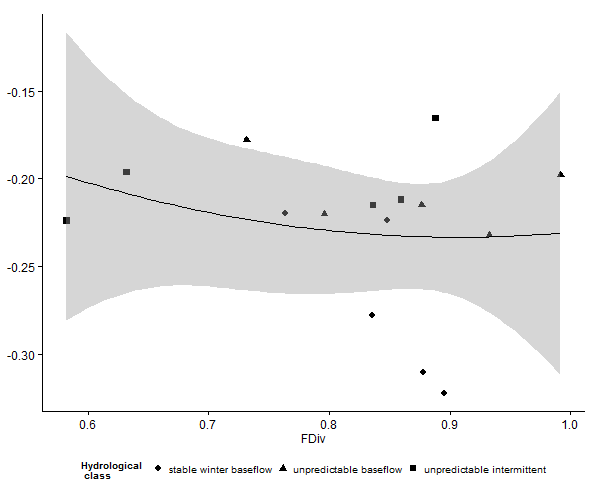 -0.15
-0.20
-0.25
-0.30
0.6 0.7 0.8 0.9 1.0
FDiv
Hydrological
class
stable winter baseflow unpredictable baseflow unpredictable intermittent